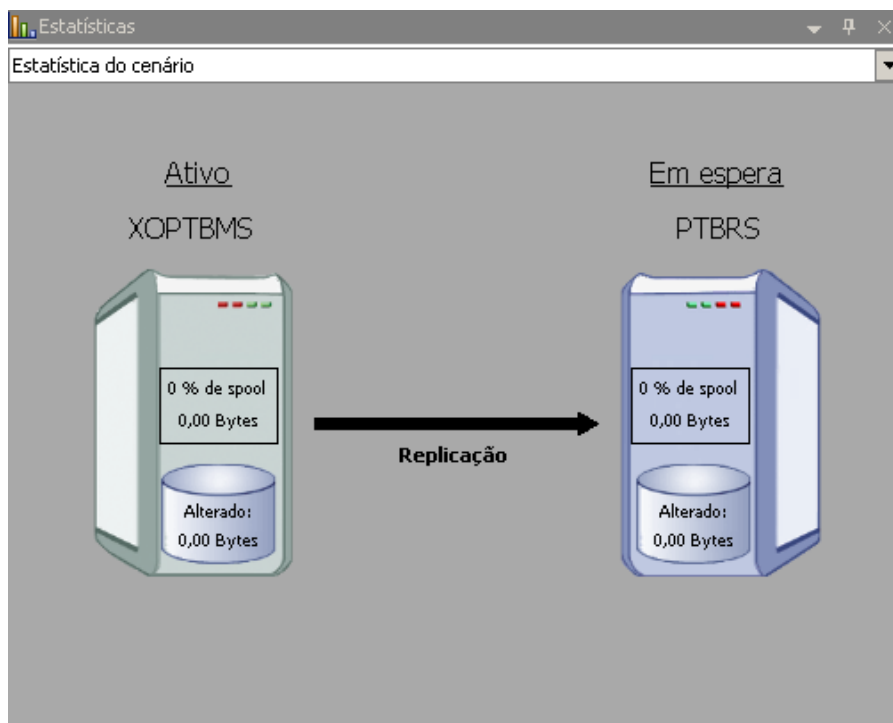 Estatísticas
Estatística do cenário
Ativo
Em espera
XOPTBMS
PTBRS
0 % de spool
0,00 Bytes
0 % de spool
0,00 Bytes
Replicação
Alterado:
0,00 Bytes
Alterado:
0,00 Bytes